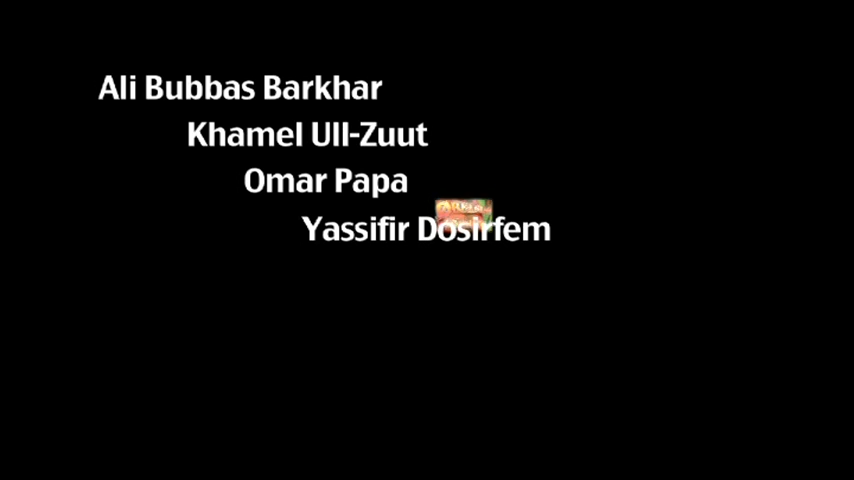 Ali Bubbas Barkhar
Khamel Ull-Zuut
Omar Papa
Yassifir Dosirfem